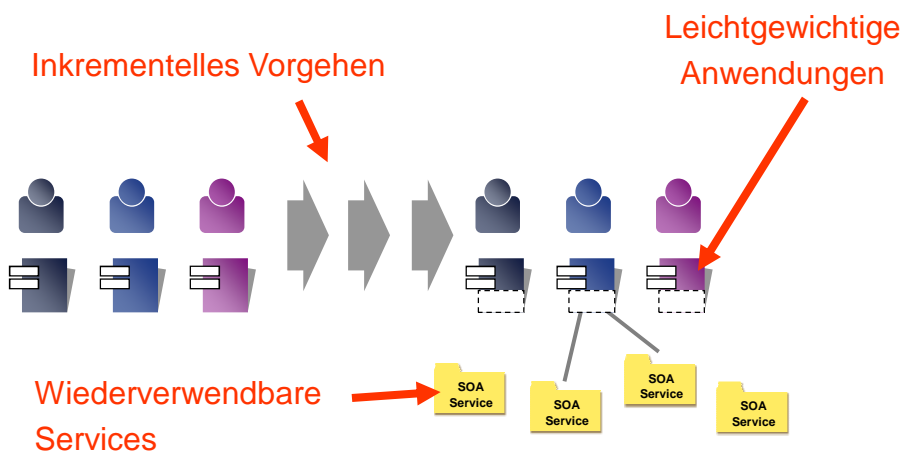 Leichtgewichtige
Anwendungen
Inkrementelles Vorgehen
Wiederverwendbare
Services
SOA
Service
SOA
Service
SOA
Service
SOA
Service